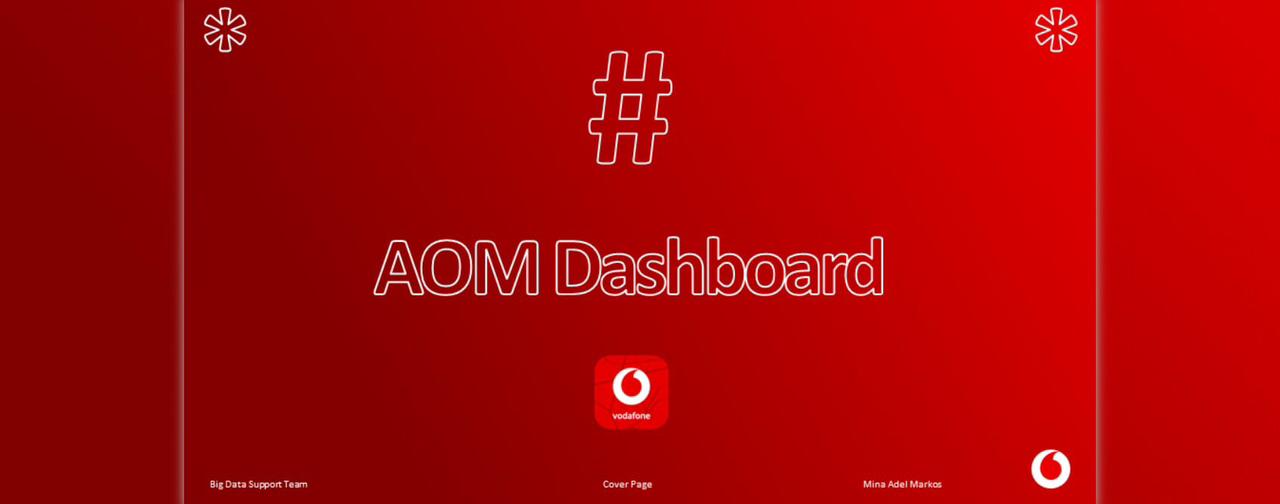 #
AOM Dashboard
vodafone
Big Data Support Team
Cover Page
Mina Adel Markos